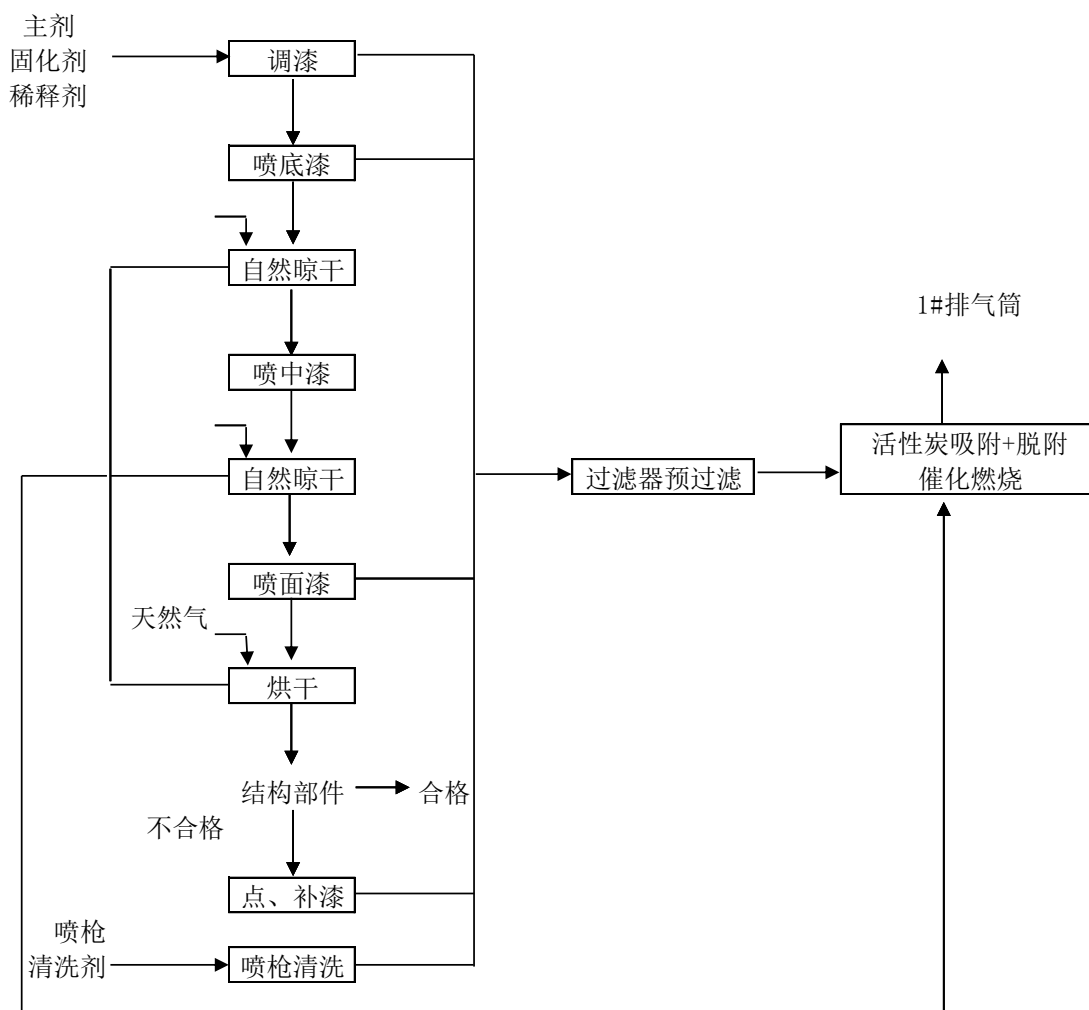 主剂
固化剂
稀释剂
调漆
喷底漆
自然晾干
1#排气筒
喷中漆
自然晾干
过滤器预过滤
活性炭吸附+脱附
催化燃烧
喷面漆
天然气
烘干
结构部件
合格
不合格
点、补漆
喷枪
清洗剂
喷枪清洗